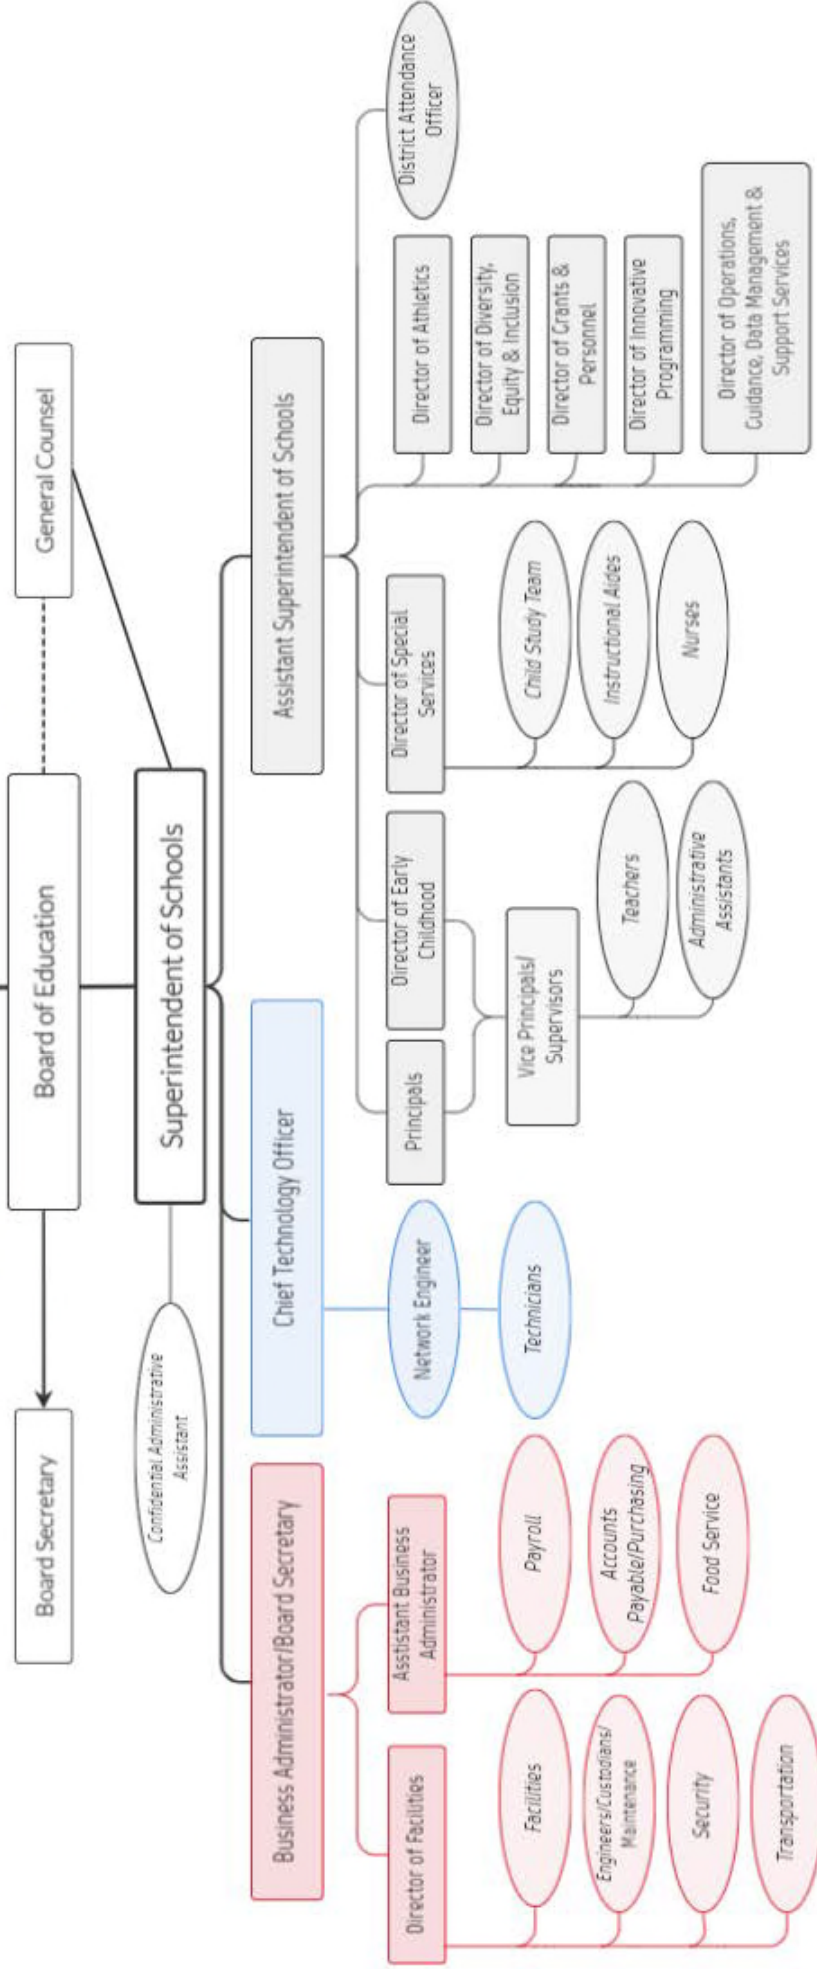 Board Secretary
Board of Education
General Counsel
Confidential Administrative
Assistant
Superintendent of Schools
Business Administrator/Board Secretary
Chief Technology Officer
Assistant Superintendent of Schools
Director of Facilities
Asstistant Business
Administrator
Network Engineer
Principals
Director of Early
Childhood
Director of Special
Services
District Attendance
Officer
Director of Athletics
Director of Diversity,
Equity & Inclusion
Director of Grants &
Personnel
Director of Innovative
Programming
Director of Operations,
Guidance, Data Management &
Support Services
Facilities
Engineers/Custodians/
Maintenance
Security
Transportation
Payroll
Accounts
Payable/Purchasing
Food Service
Technicians
Vice Principals/
Supervisors
Teachers
Administrative
Assistants
Child Study Team
Instructional Aides
Nurses